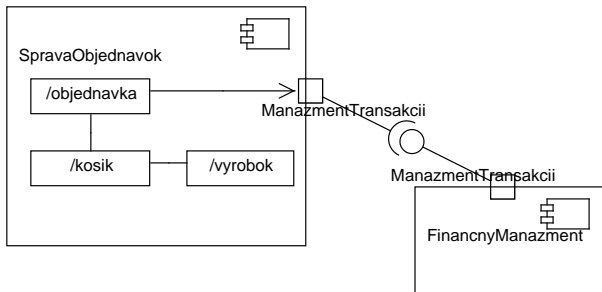 SpravaObjednavok
/objednavka
ManazmentTransakcii
/kosik
/vyrobok
ManazmentTransakcii
FinancnyManazment